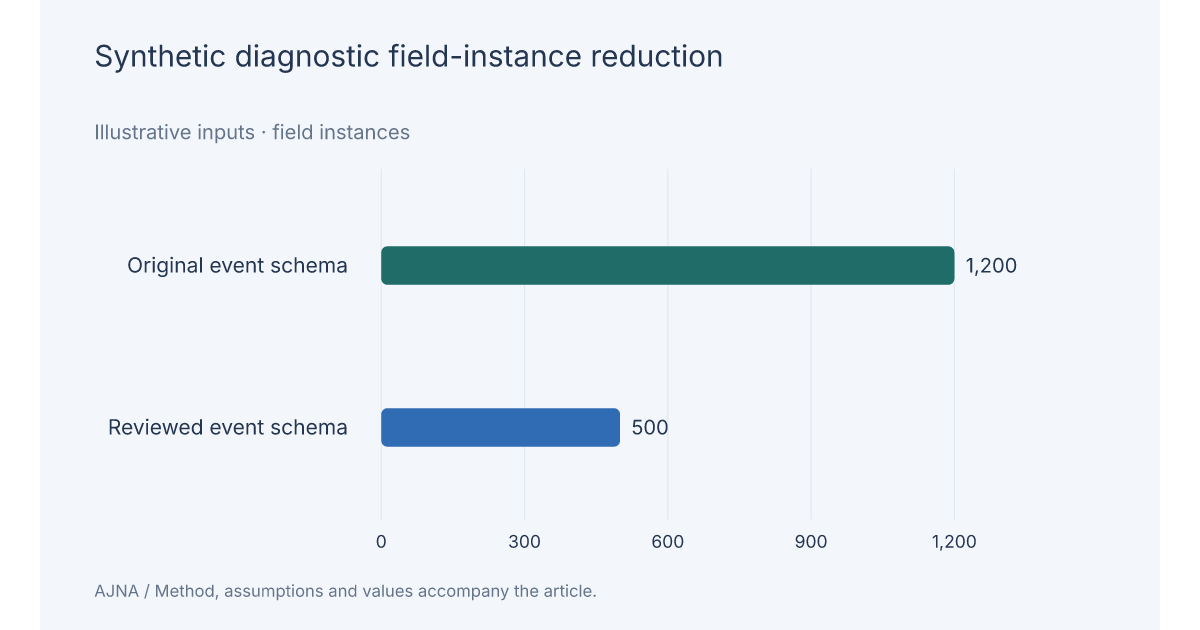 Synthetic diagnostic field-instance reduction
Illustrative inputs · field instances
Original event schema 1,200
Reviewed event schema 500
0 300 600 900 1,200
AJNA / Method, assumptions and values accompany the article.